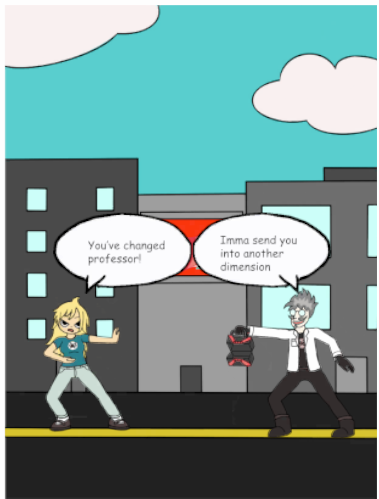 You've changed
professor!
Imma send you
into another
dimension